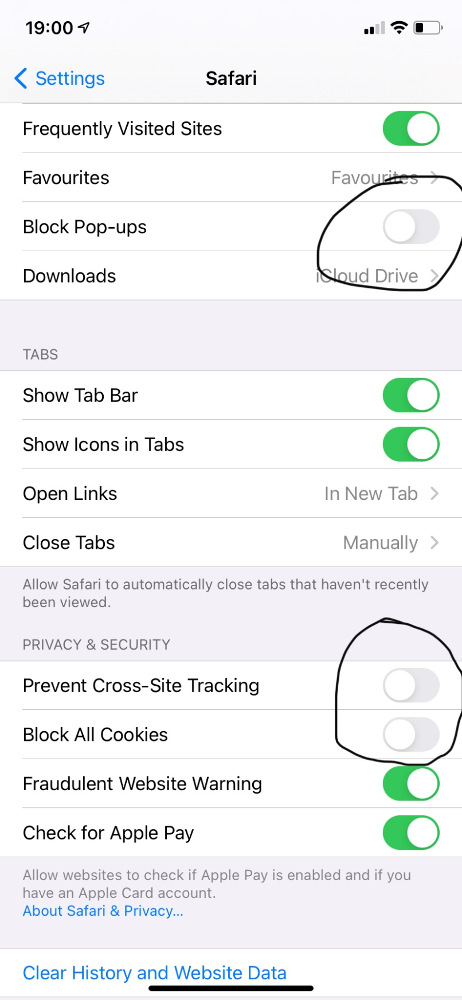 19:00
Settings
Safari
Frequently Visited Sites
Favourites Favourites
Block Pop-ups
Downloads iCloud Drive
TABS
Show Tab Bar
Show Icons in Tabs
Open Links In New Tab
Close Tabs Manually
Allow Safari to automatically close tabs that haven't recently
been viewed.
PRIVACY & SECURITY
Prevent Cross-Site Tracking
Block All Cookies
Fraudulent Website Warning
Check for Apple Pay
Allow websites to check if Apple Pay is enabled and if you
have an Apple Card account.
About Safari & Privacy...
Clear History and Website Data